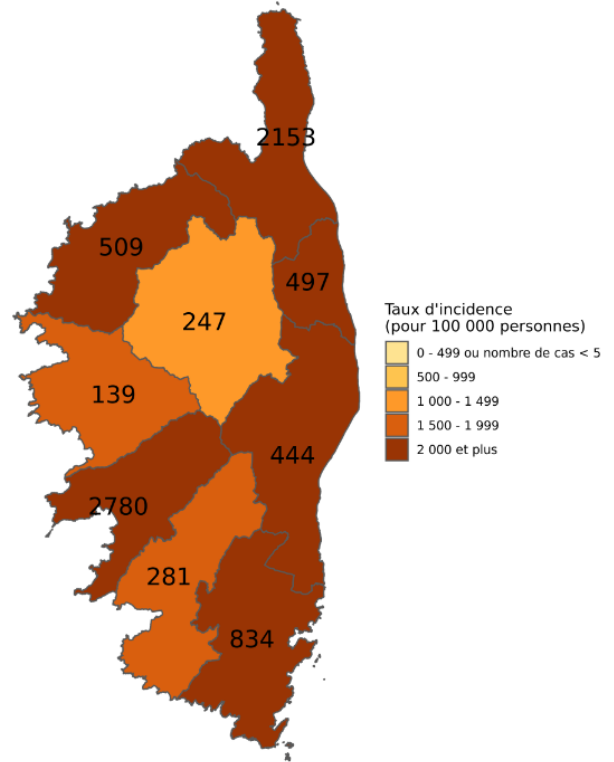 2153
509
497
247
139
444
2780
281
834
Taux d'incidence
(pour 100 000 personnes)
0 - 499 ou nombre de cas < 5
500 - 999
1 000 - 1 499
1 500 - 1 999
2 000 et plus